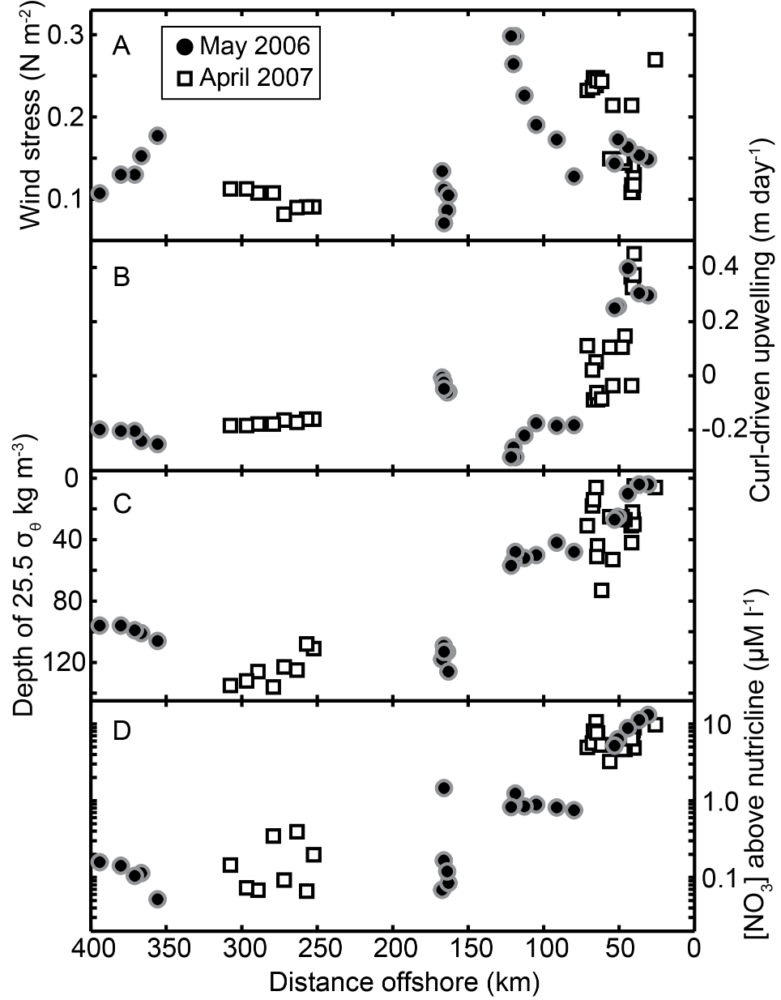 Wind stress (N m⁻²)
0.3
0.2
0.1
A
May 2006
April 2007
B
Curl-driven upwelling (m day⁻¹)
0.4
0.2
0
-0.2
Depth of 25.5 σ_θ kg m⁻³)
0
40
80
120
C
D
[NO₃] above nutricline (µM l⁻¹)
10
1.0
0.1
400 350 300 250 200 150 100 50 0
Distance offshore (km)